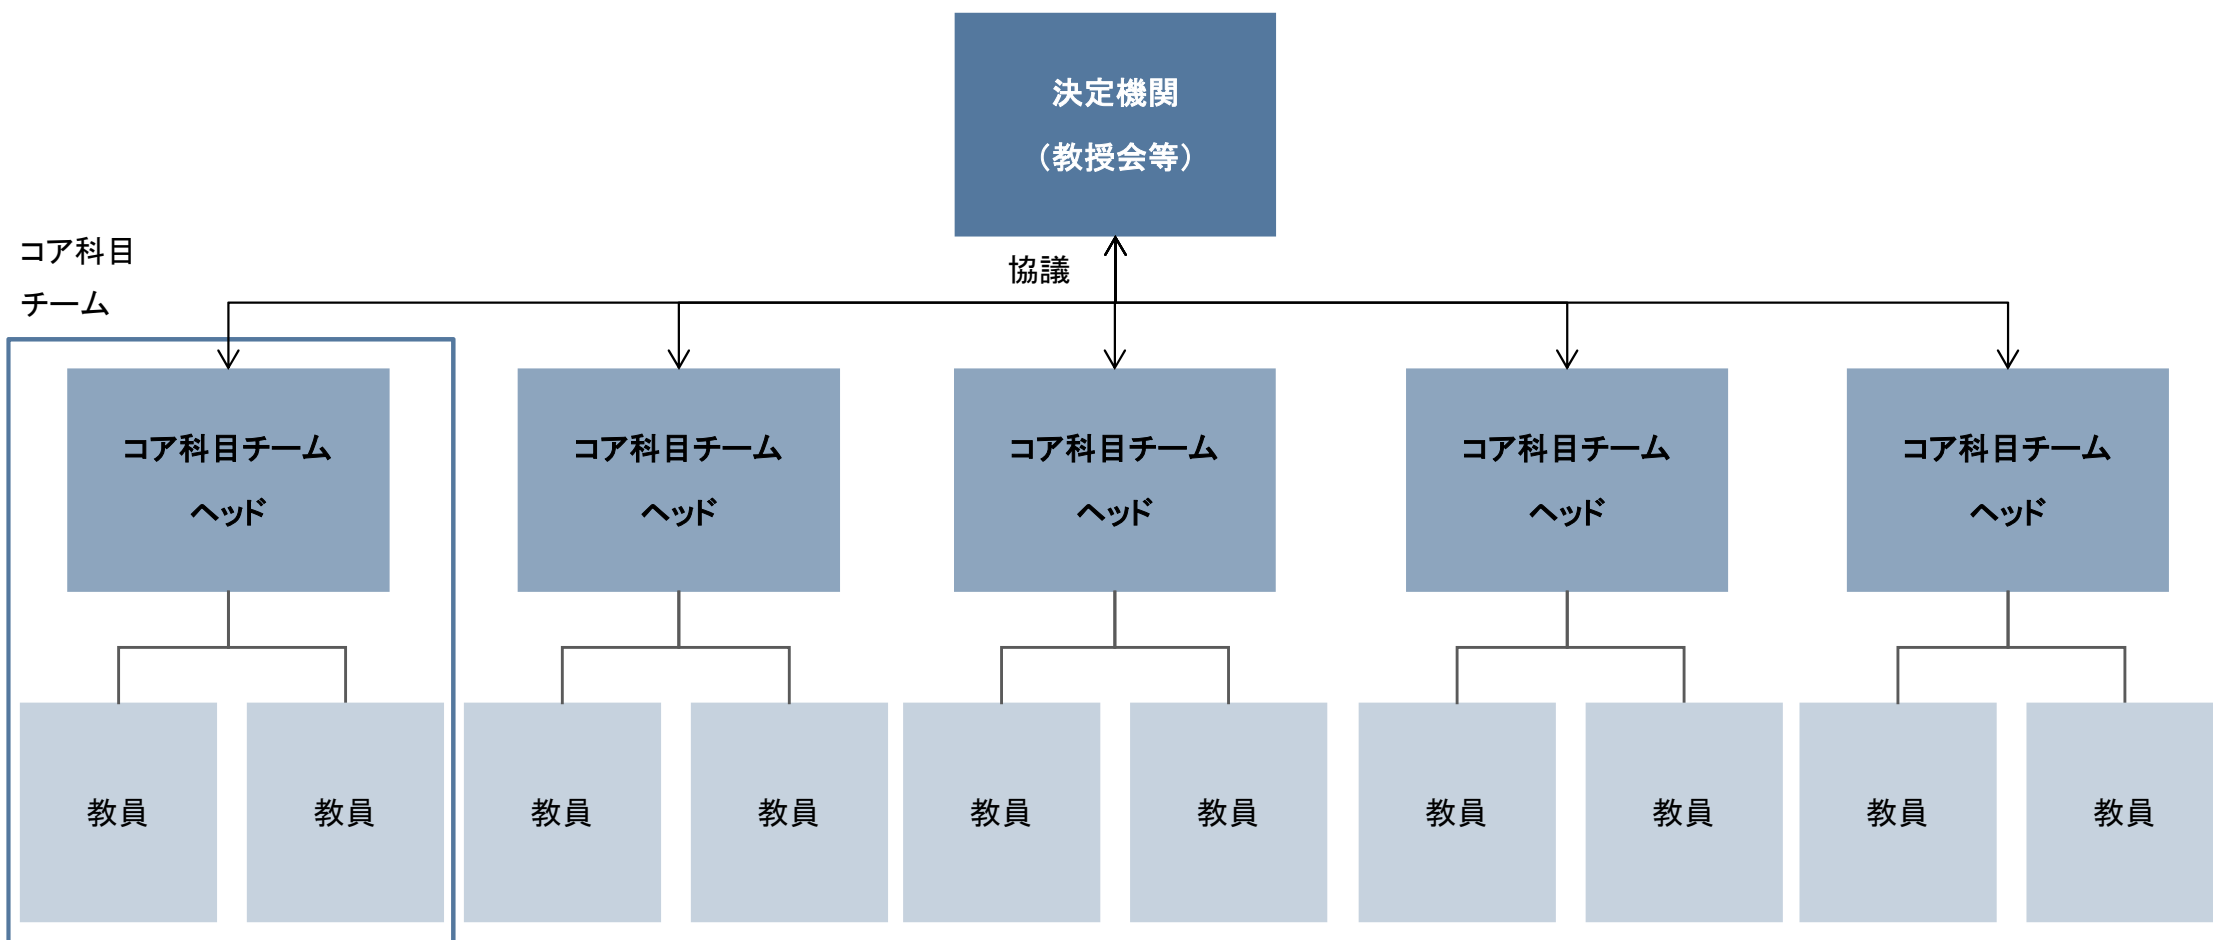 決定機関
（教授会等）
コア科目
チーム
協議
コア科目チーム
ヘッド
コア科目チーム
ヘッド
コア科目チーム
ヘッド
コア科目チーム
ヘッド
コア科目チーム
ヘッド
教員
教員
教員
教員
教員
教員
教員
教員
教員
教員